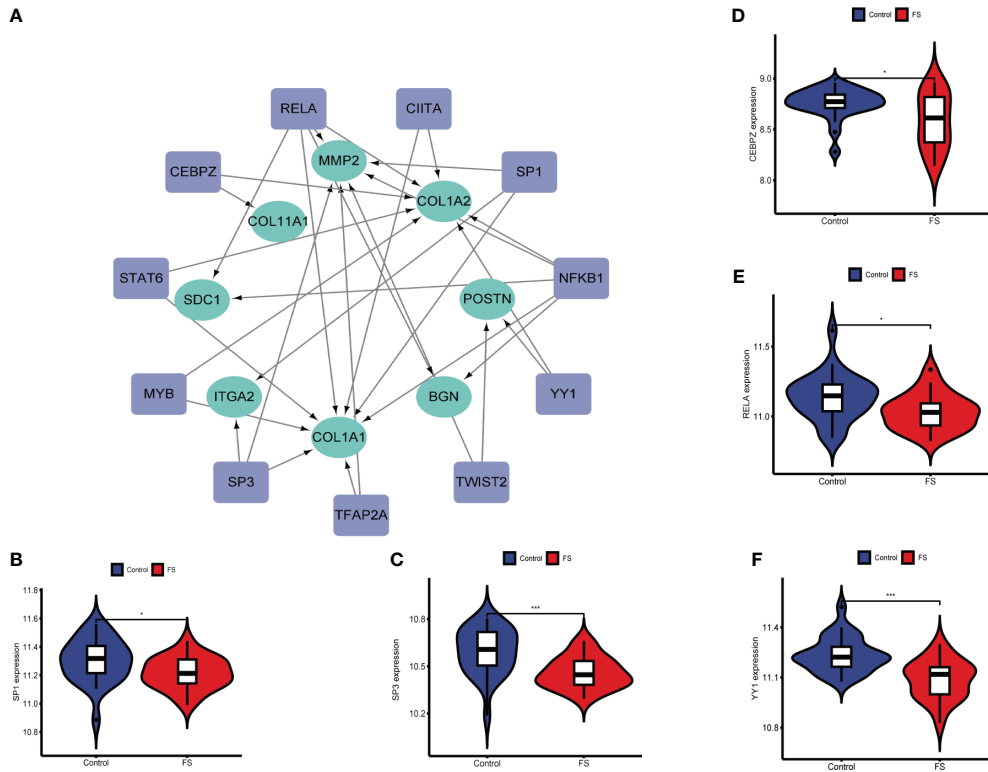 A
RELA
CIITA
MMP2
SP1
CEBPZ
COL1A2
COL11A1
STAT6
NFKB1
SDC1
POSTN
MYB
ITGA2
BGN
YY1
COL1A1
SP3
TWIST2
TFAP2A
B
Control FS
11.8
11.6
11.4
11.2
11.0
10.8
SP1 expression
*
Control FS
C
Control FS
10.8
10.5
10.2
SP3 expression
***
Control FS
D
Control FS
9.0
8.5
8.0
CEBPZ expression
*
Control FS
E
Control FS
11.5
11.0
RELA expression
*
Control FS
F
Control FS
11.4
11.1
10.8
YY1 expression
***
Control FS